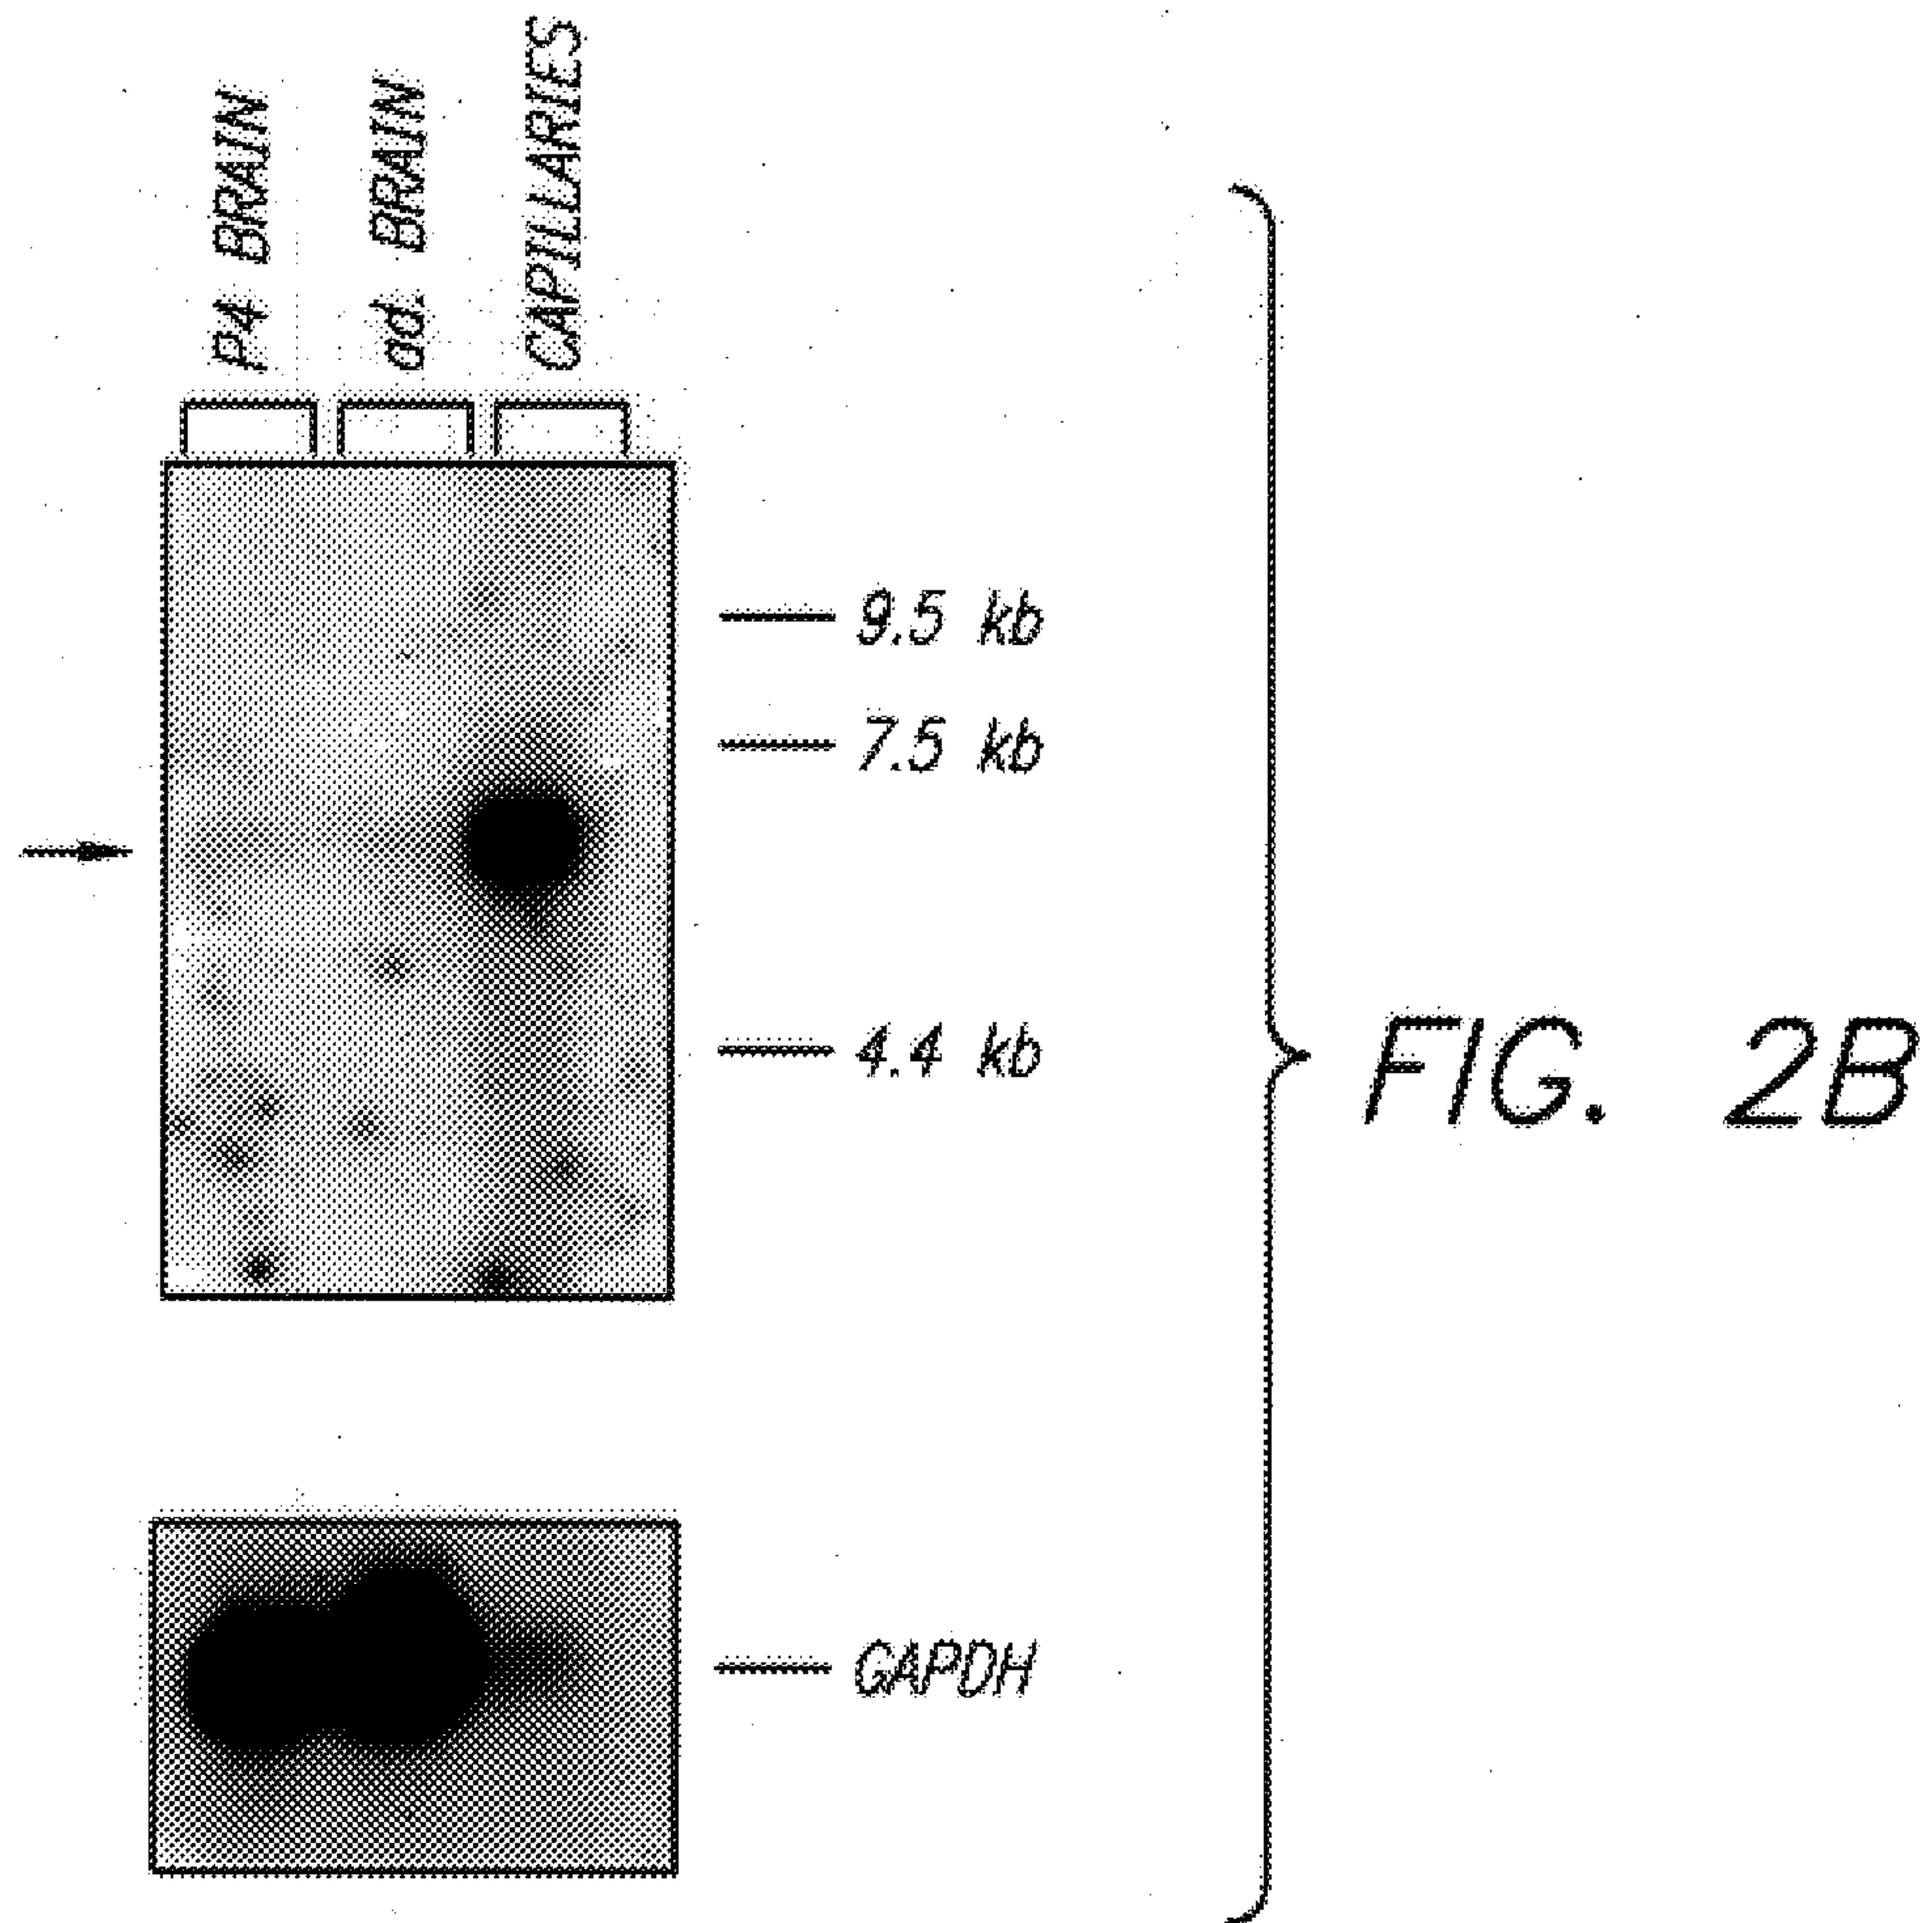 P4 BRAIN
ad. BRAIN
CAPILLARIES
9.5 kb
7.5 kb
4.4 kb
GAPDH
FIG. 2B